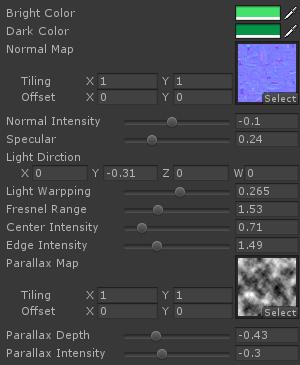 Bright Color
Dark Color
Normal Map
Tiling X 1 Y 1
Offset X 0 Y 0
Select
Normal Intensity -0.1
Specular 0.24
Light Dirction
X 0 Y -0.31 Z 0 W 0
Light Warpping 0.265
Fresnel Range 1.53
Center Intensity 0.71
Edge Intensity 1.49
Parallax Map
Tiling X 1 Y 1
Offset X 0 Y 0
Select
Parallax Depth -0.43
Parallax Intensity -0.3